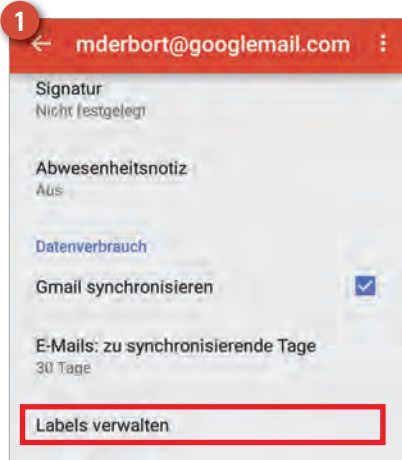 1
mderbort@googlemail.com
Signatur
Nicht festgelegt
Abwesenheitsnotiz
Aus
Datenverbrauch
Gmail synchronisieren
E-Mails: zu synchronisierende Tage
30 Tage
Labels verwalten